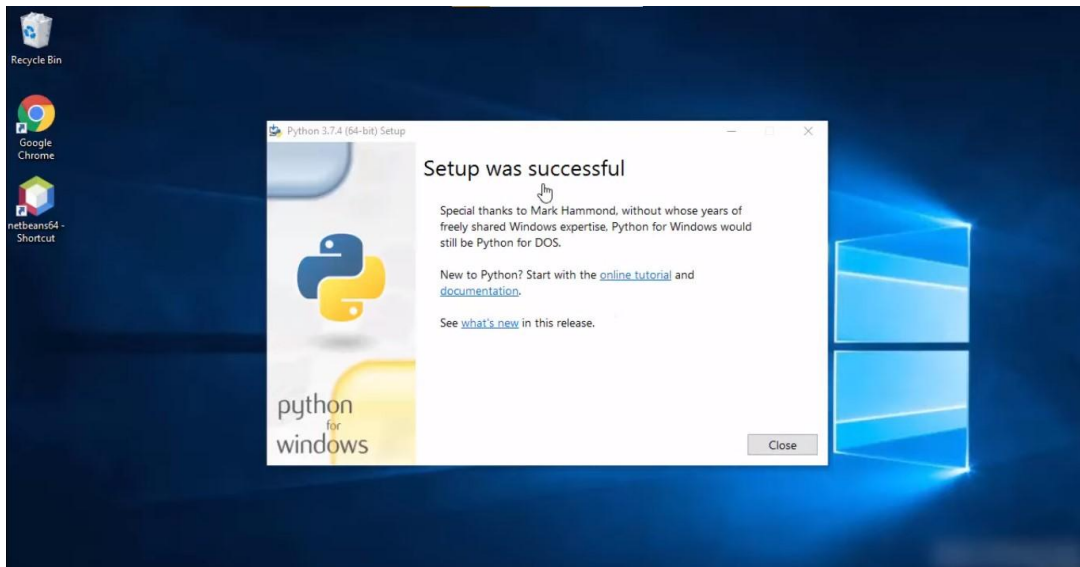 Recycle Bin
Google
Chrome
netbeans64 -
Shortcut
Python 3.7.4 (64-bit) Setup
Setup was successful
Special thanks to Mark Hammond, without whose years of
freely shared Windows expertise, Python for Windows would
still be Python for DOS.
New to Python? Start with the online tutorial and
documentation.
See what's new in this release.
python
for
windows
Close